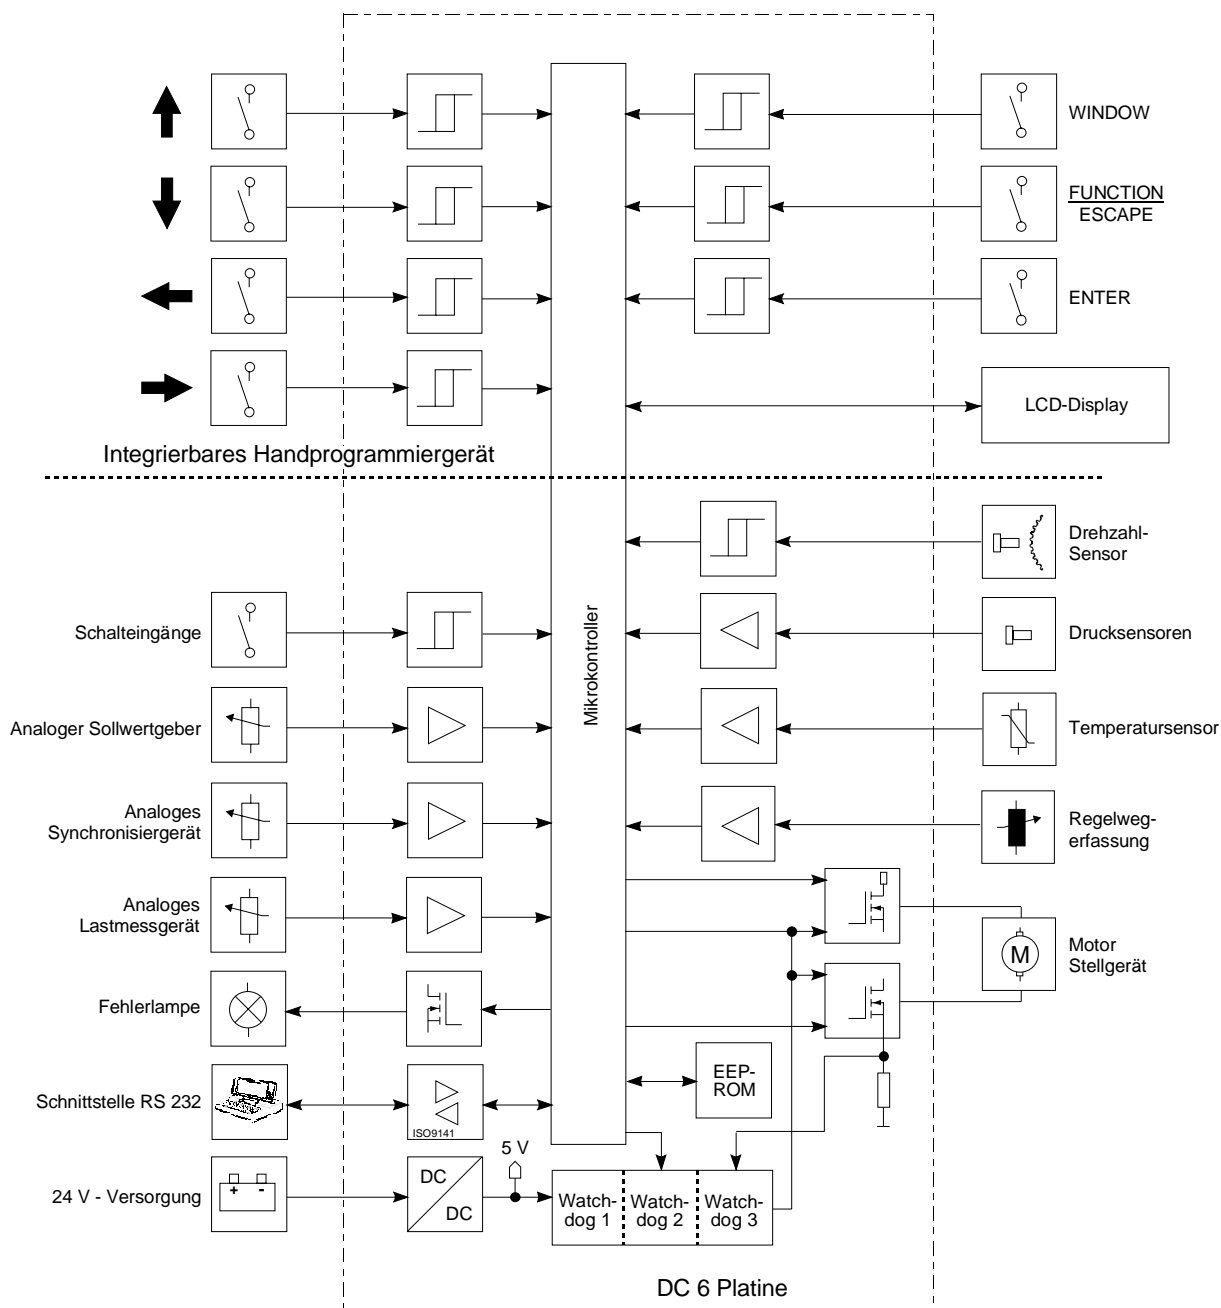 WINDOW
FUNCTION
ESCAPE
ENTER
LCD-Display
Integrierbares Handprogrammiergerät
Mikrokontroller
Drehzahl-
Sensor
Schalteingänge
Drucksensoren
Analoger Sollwertgeber
Temperatursensor
Analoges
Synchronisiergerät
Regelweg-
erfassung
Analoges
Lastmessgerät
M
Motor
Stellgerät
Fehlerlampe
EEP-
ROM
Schnittstelle RS 232
ISO9141
5 V
24 V - Versorgung
+ -
DC
DC
Watch-
dog 1
Watch-
dog 2
Watch-
dog 3
DC 6 Platine